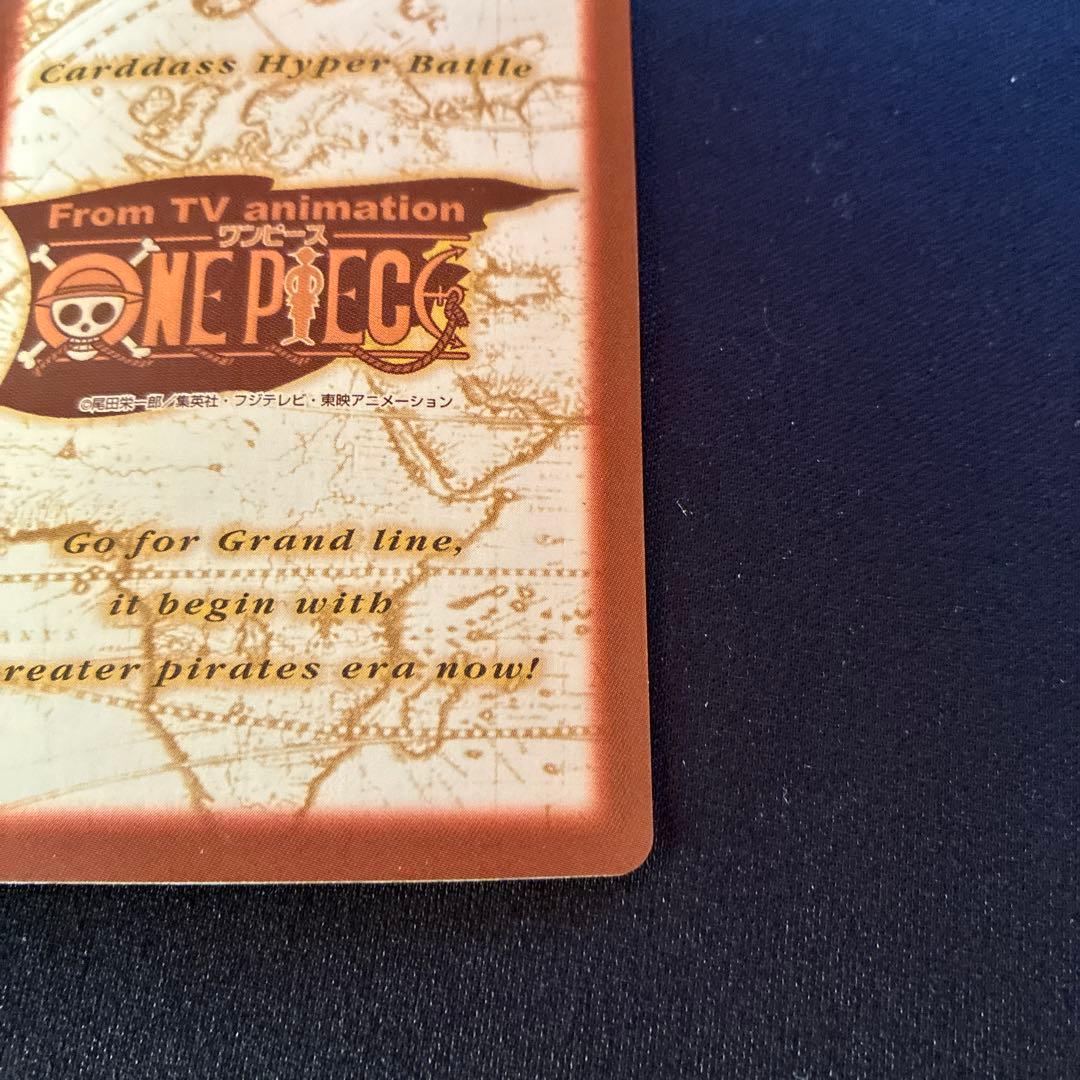 Carddass Hyper Battle
From TV animation
ワンピース
ONE PIECE
©尾田栄一郎／集英社・フジテレビ・東映アニメーション
Go for Grand line,
it begin with
reater pirates era now!